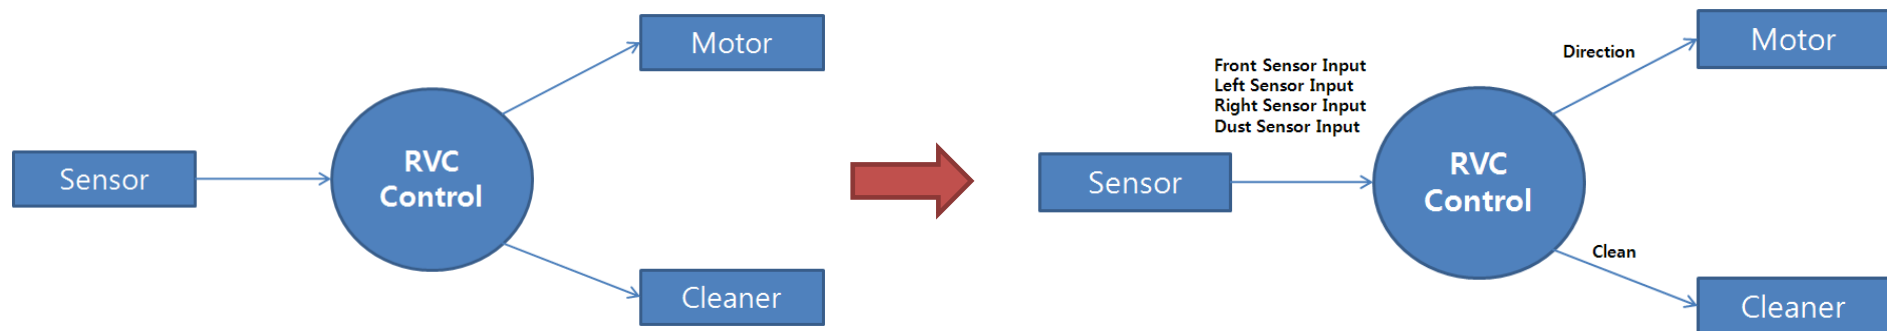 Motor
RVC
Control
Sensor
Cleaner
Front Sensor Input
Left Sensor Input
Right Sensor Input
Dust Sensor Input
Direction
Motor
Sensor
RVC
Control
Clean
Cleaner